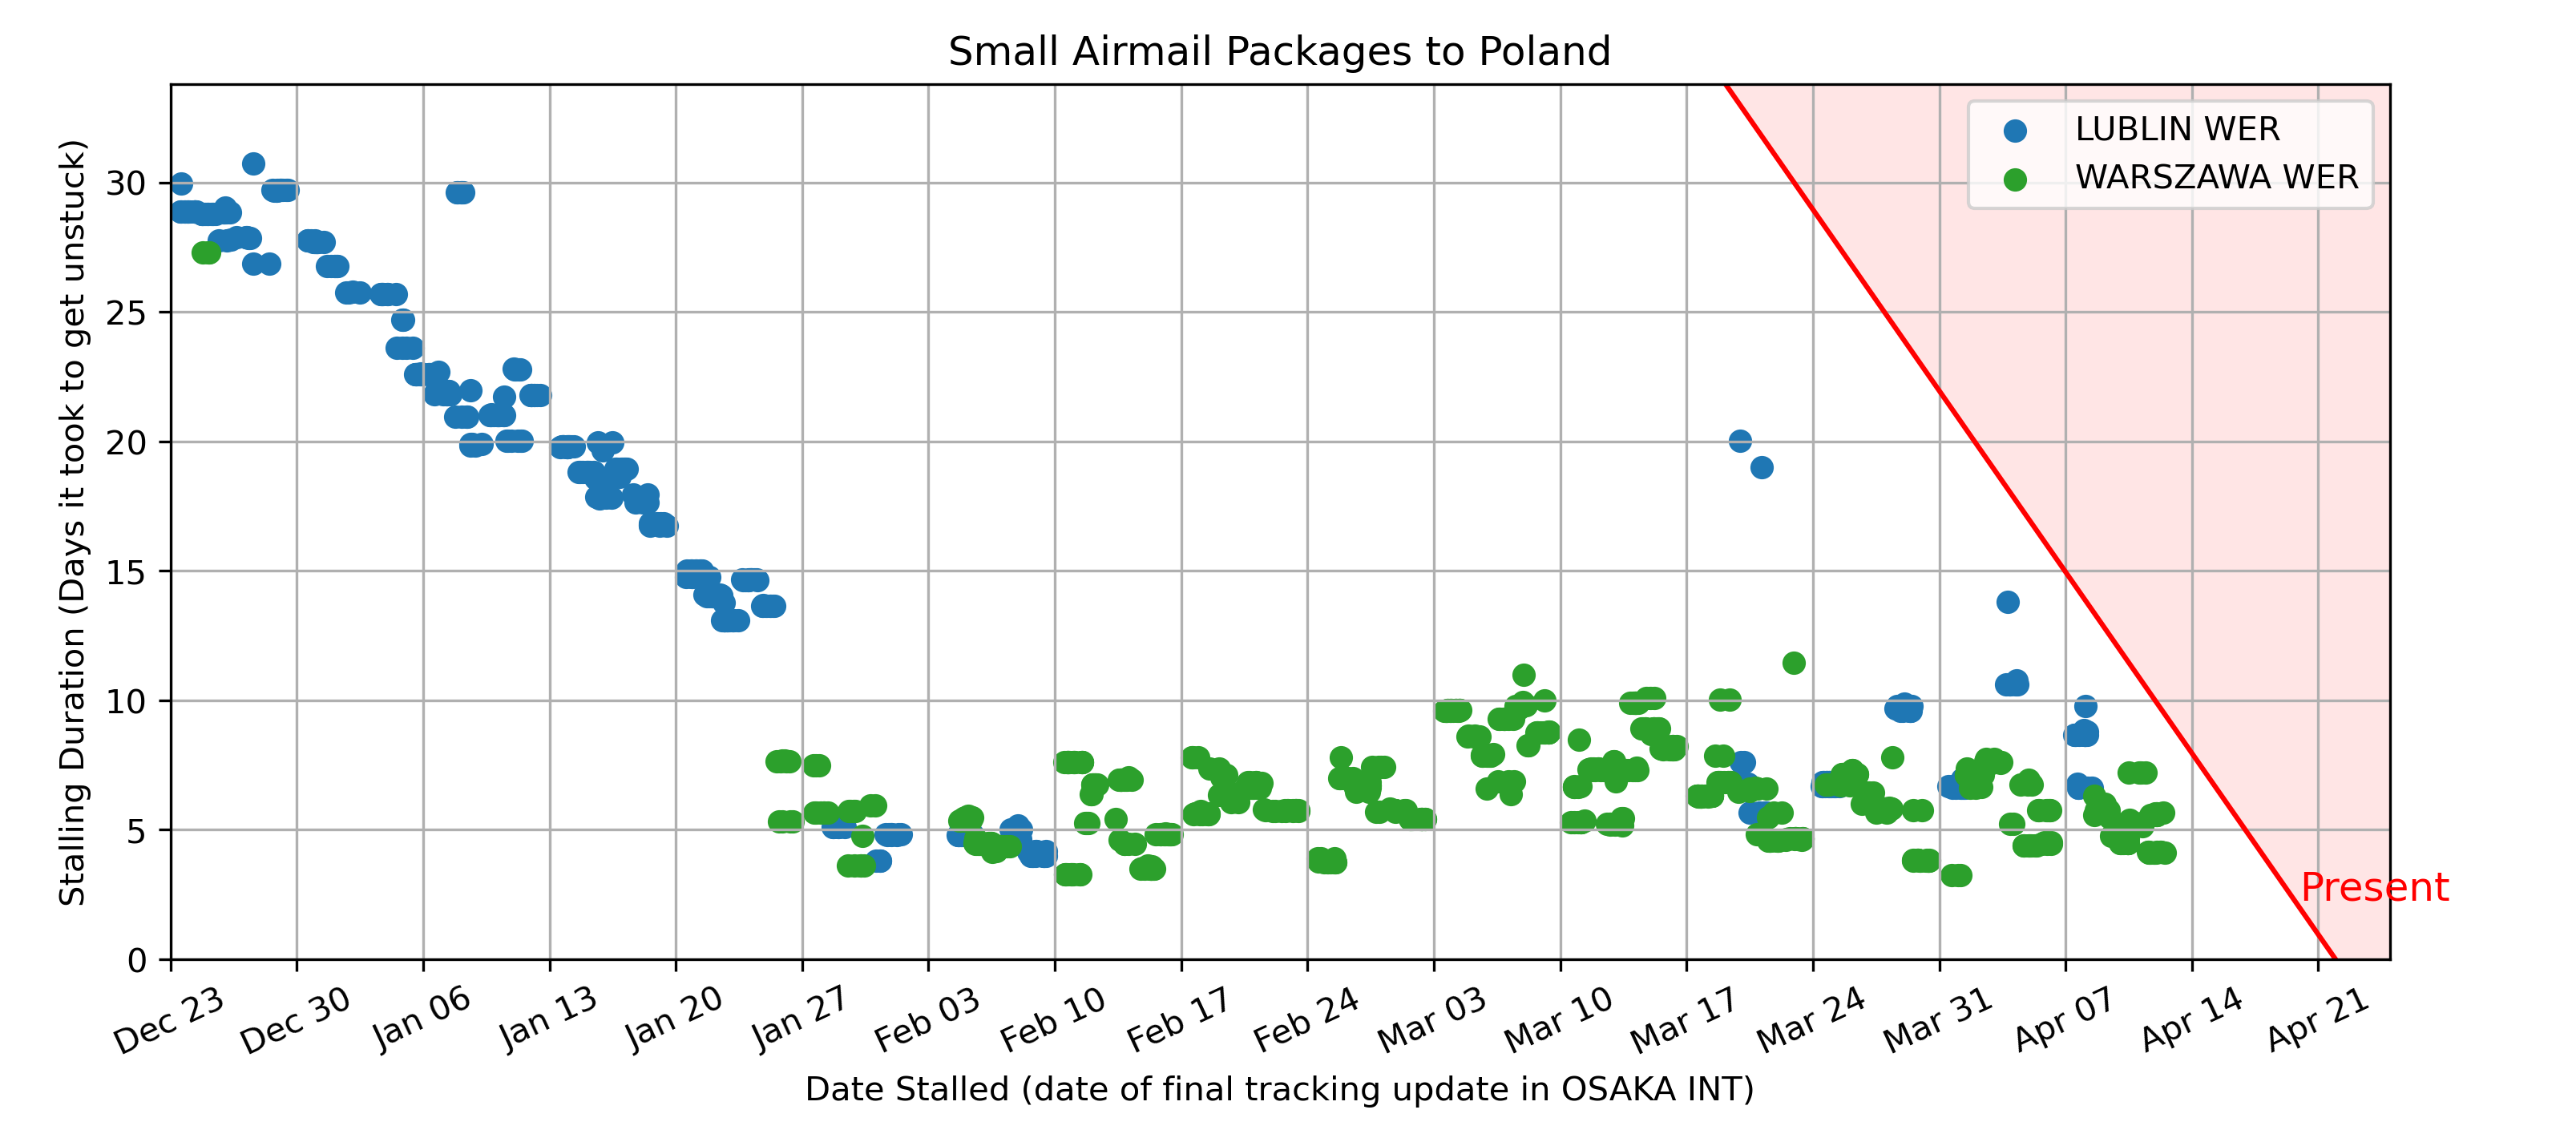 Small Airmail Packages to Poland
LUBLIN WER
WARSZAWA WER
Stalling Duration (Days it took to get unstuck)
30
25
20
15
10
5
0
Present
Dec 23
Dec 30
Jan 06
Jan 13
Jan 20
Jan 27
Feb 03
Feb 10
Feb 17
Feb 24
Mar 03
Mar 10
Mar 17
Mar 24
Mar 31
Apr 07
Apr 14
Apr 21
Date Stalled (date of final tracking update in OSAKA INT)